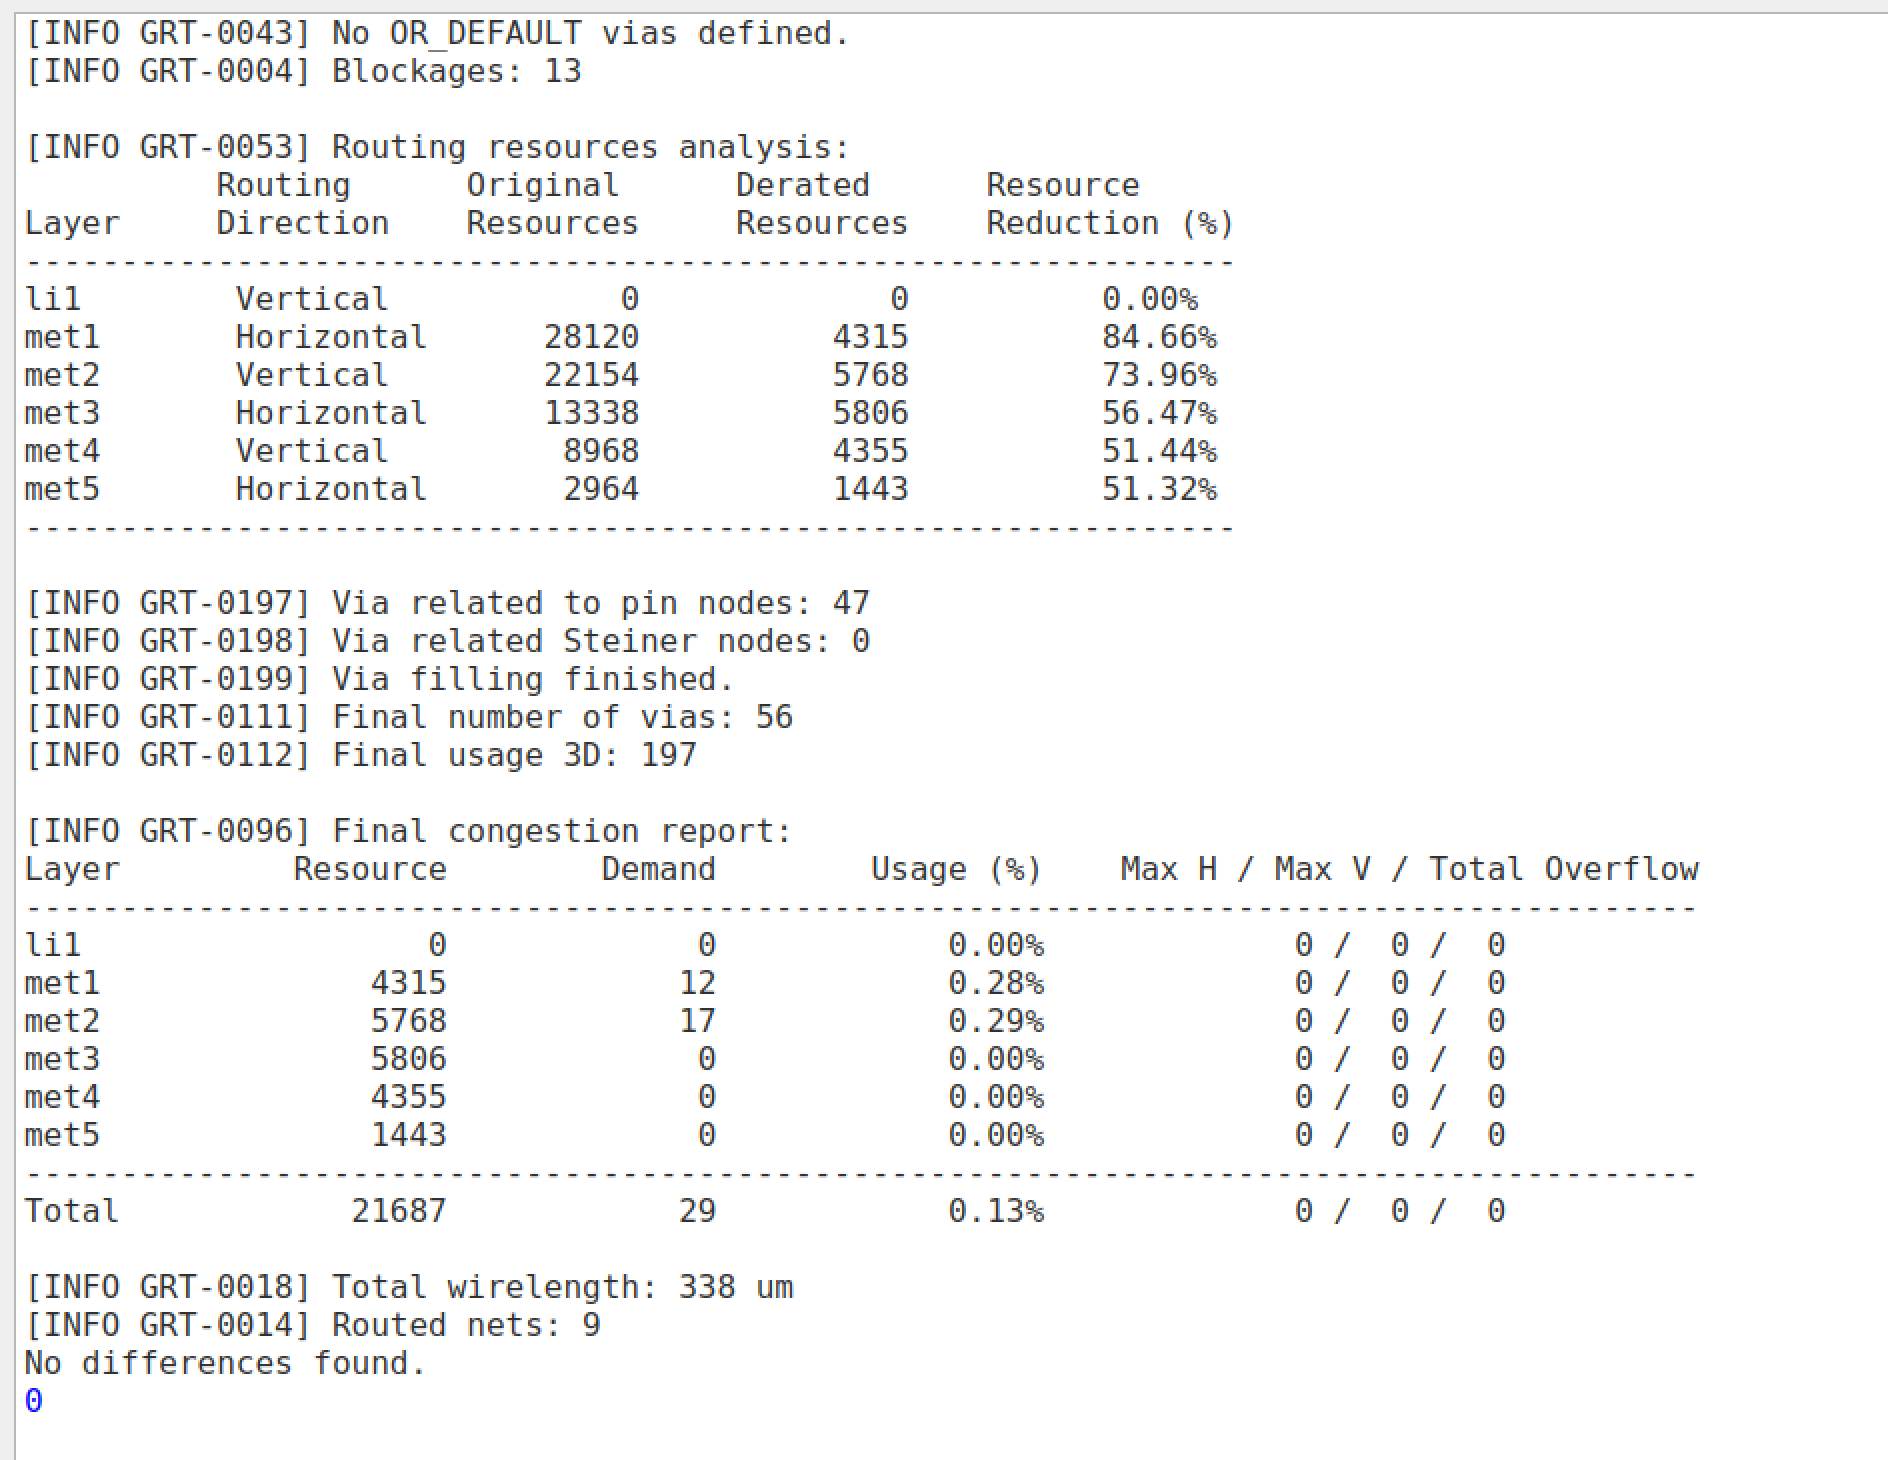 [INFO GRT-0043] No OR_DEFAULT vias defined.
[INFO GRT-0004] Blockages: 13

[INFO GRT-0053] Routing resources analysis:
          Routing      Original      Derated      Resource
Layer     Direction    Resources     Resources    Reduction (%)
---------------------------------------------------------------
li1        Vertical            0             0          0.00%
met1       Horizontal      28120          4315          84.66%
met2       Vertical        22154          5768          73.96%
met3       Horizontal      13338          5806          56.47%
met4       Vertical         8968          4355          51.44%
met5       Horizontal       2964          1443          51.32%
---------------------------------------------------------------

[INFO GRT-0197] Via related to pin nodes: 47
[INFO GRT-0198] Via related Steiner nodes: 0
[INFO GRT-0199] Via filling finished.
[INFO GRT-0111] Final number of vias: 56
[INFO GRT-0112] Final usage 3D: 197

[INFO GRT-0096] Final congestion report:
Layer         Resource        Demand        Usage (%)    Max H / Max V / Total Overflow
---------------------------------------------------------------------------------------
li1                  0             0            0.00%             0 /  0 /  0
met1              4315            12            0.28%             0 /  0 /  0
met2              5768            17            0.29%             0 /  0 /  0
met3              5806             0            0.00%             0 /  0 /  0
met4              4355             0            0.00%             0 /  0 /  0
met5              1443             0            0.00%             0 /  0 /  0
---------------------------------------------------------------------------------------
Total            21687            29            0.13%             0 /  0 /  0

[INFO GRT-0018] Total wirelength: 338 um
[INFO GRT-0014] Routed nets: 9
No differences found.
0